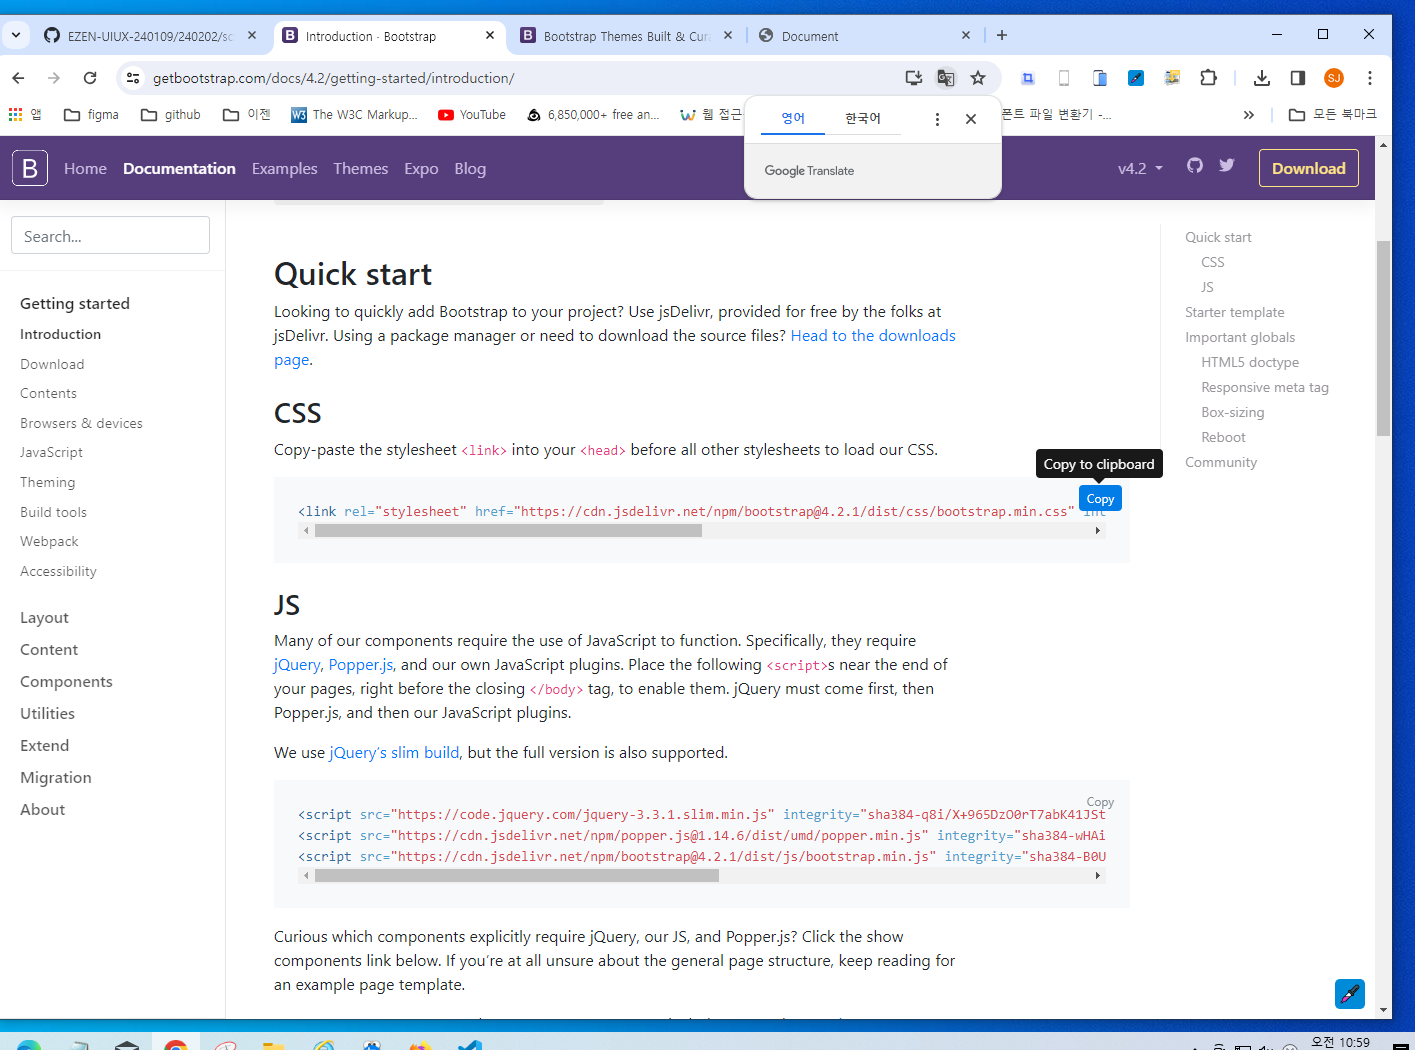 EZEN-UIUX-240109/240202/sc
Introduction · Bootstrap
Bootstrap Themes Built & Cur
Document
getbootstrap.com/docs/4.2/getting-started/introduction/
SJ
앱
figma
github
이젠
W3
The W3C Markup...
YouTube
6,850,000+ free an...
웹 접근
폰트 파일 변환기 -...
모든 북마크
영어
한국어
Google Translate
B
Home
Documentation
Examples
Themes
Expo
Blog
v4.2
Download
Search...
Getting started
Introduction
Download
Contents
Browsers & devices
JavaScript
Theming
Build tools
Webpack
Accessibility
Layout
Content
Components
Utilities
Extend
Migration
About
Quick start
Looking to quickly add Bootstrap to your project? Use jsDelivr, provided for free by the folks at
jsDelivr. Using a package manager or need to download the source files? Head to the downloads
page.
CSS
Copy-paste the stylesheet <link> into your <head> before all other stylesheets to load our CSS.
Copy to clipboard
Copy
<link rel="stylesheet" href="https://cdn.jsdelivr.net/npm/bootstrap@4.2.1/dist/css/bootstrap.min.css" int
JS
Many of our components require the use of JavaScript to function. Specifically, they require
jQuery, Popper.js, and our own JavaScript plugins. Place the following <script>s near the end of
your pages, right before the closing </body> tag, to enable them. jQuery must come first, then
Popper.js, and then our JavaScript plugins.
We use jQuery's slim build, but the full version is also supported.
Copy
<script src="https://code.jquery.com/jquery-3.3.1.slim.min.js" integrity="sha384-q8i/X+965DzO0rT7abK41JSt
<script src="https://cdn.jsdelivr.net/npm/popper.js@1.14.6/dist/umd/popper.min.js" integrity="sha384-wHAi
<script src="https://cdn.jsdelivr.net/npm/bootstrap@4.2.1/dist/js/bootstrap.min.js" integrity="sha384-B0U
Curious which components explicitly require jQuery, our JS, and Popper.js? Click the show
components link below. If you're at all unsure about the general page structure, keep reading for
an example page template.
Quick start
CSS
JS
Starter template
Important globals
HTML5 doctype
Responsive meta tag
Box-sizing
Reboot
Community
오전 10:59